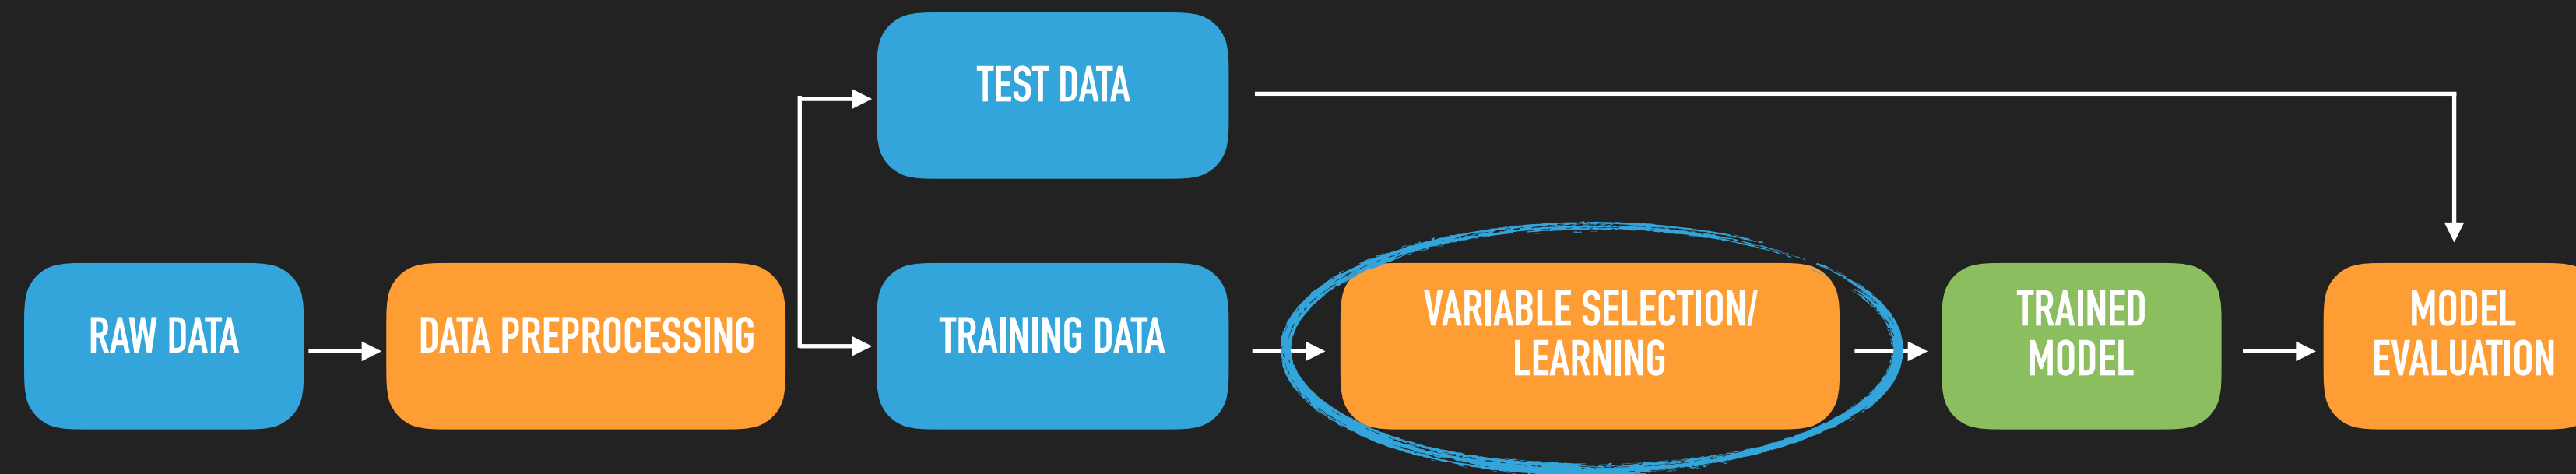 TEST DATA
RAW DATA
DATA PREPROCESSING
TRAINING DATA
VARIABLE SELECTION/
LEARNING
TRAINED
MODEL
MODEL
EVALUATION